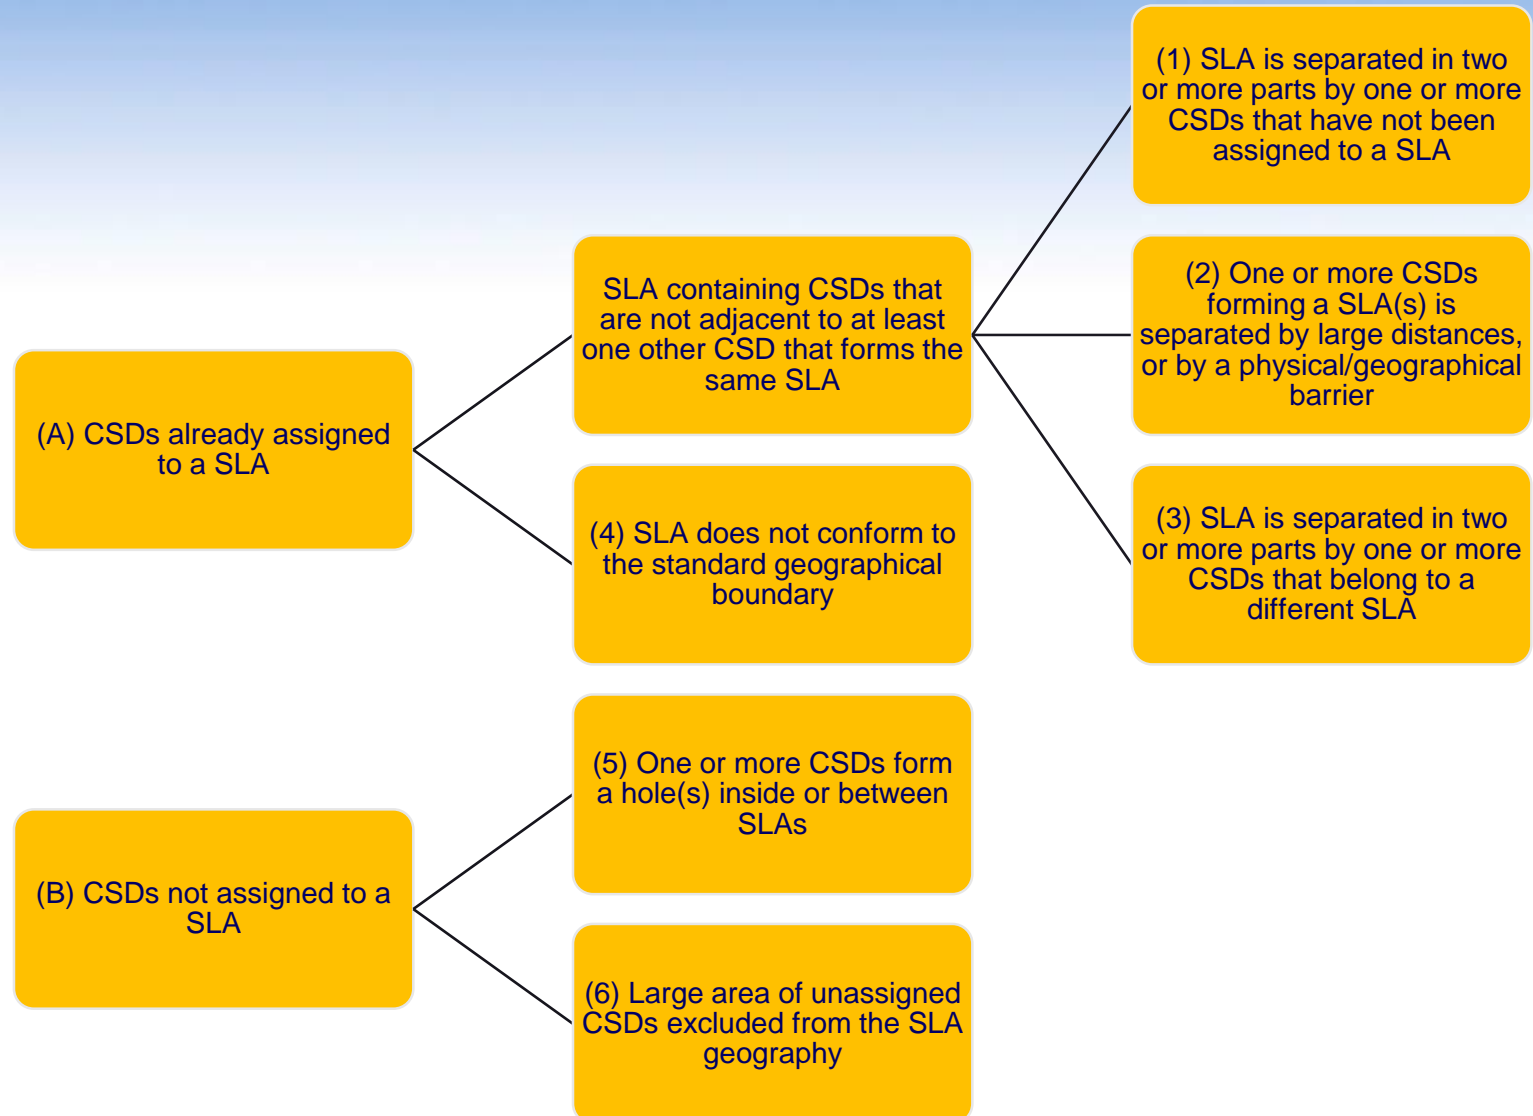 (A) CSDs already assigned
to a SLA
SLA containing CSDs that
are not adjacent to at least
one other CSD that forms the
same SLA
(1) SLA is separated in two
or more parts by one or more
CSDs that have not been
assigned to a SLA
(2) One or more CSDs
forming a SLA(s) is
separated by large distances,
or by a physical/geographical
barrier
(3) SLA is separated in two
or more parts by one or more
CSDs that belong to a
different SLA
(4) SLA does not conform to
the standard geographical
boundary
(B) CSDs not assigned to a
SLA
(5) One or more CSDs form
a hole(s) inside or between
SLAs
(6) Large area of unassigned
CSDs excluded from the SLA
geography